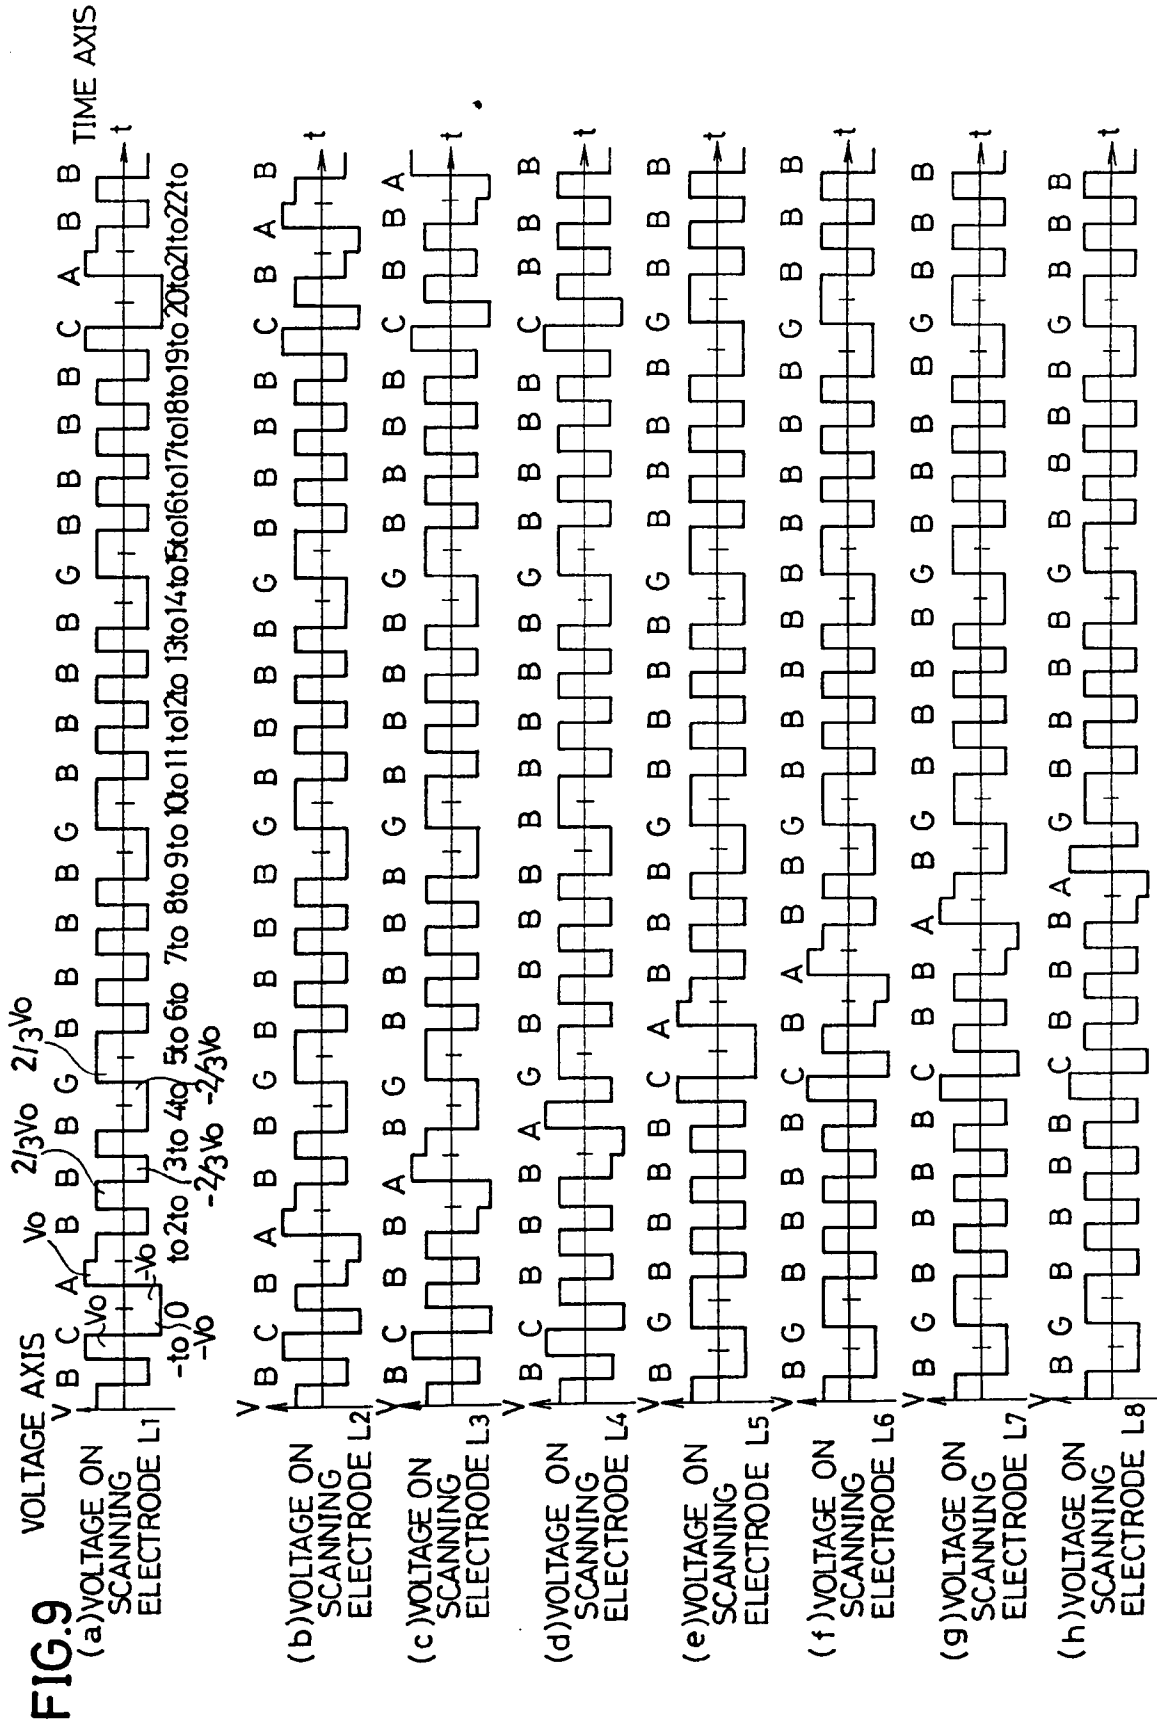 FIG.9
VOLTAGE AXIS
TIME AXIS
(a)VOLTAGE ON
SCANNING
ELECTRODE L1
V
B C A B B B G B B B B G B B B B G B B B B C A B B
Vo Vo 2/3Vo 2/3Vo
-Vo -Vo -2/3Vo -2/3Vo
t
-to 0 to 2to 3to 4to 5to 6to 7to 8to 9to 10to 11to 12to 13to 14to 15to 16to 17to 18to 19to 20to 21to 22to
(b)VOLTAGE ON
SCANNING
ELECTRODE L2
V
B C B A B B G B B B B G B B B B G B B B B C B A B
t
(c)VOLTAGE ON
SCANNING
ELECTRODE L3
V
B C B B A B G B B B B G B B B B G B B B B C B B A
t
(d)VOLTAGE ON
SCANNING
ELECTRODE L4
V
B C B B A G B B B B B B B B G B B B B C B B B
t
(e)VOLTAGE ON
SCANNING
ELECTRODE L5
V
B G B B B B C A B B B G B B B B G B B B B G B B B
t
(f)VOLTAGE ON
SCANNING
ELECTRODE L6
V
B G B B B B C B A B B G B B B B G B B B B G B B B
t
(g)VOLTAGE ON
SCANNING
ELECTRODE L7
V
B G B B B B C B B A B G B B B B G B B B B G B B B
t
(h)VOLTAGE ON
SCANNING
ELECTRODE L8
V
B G B B B B C B B B A G B B B B G B B B B G B B B
t